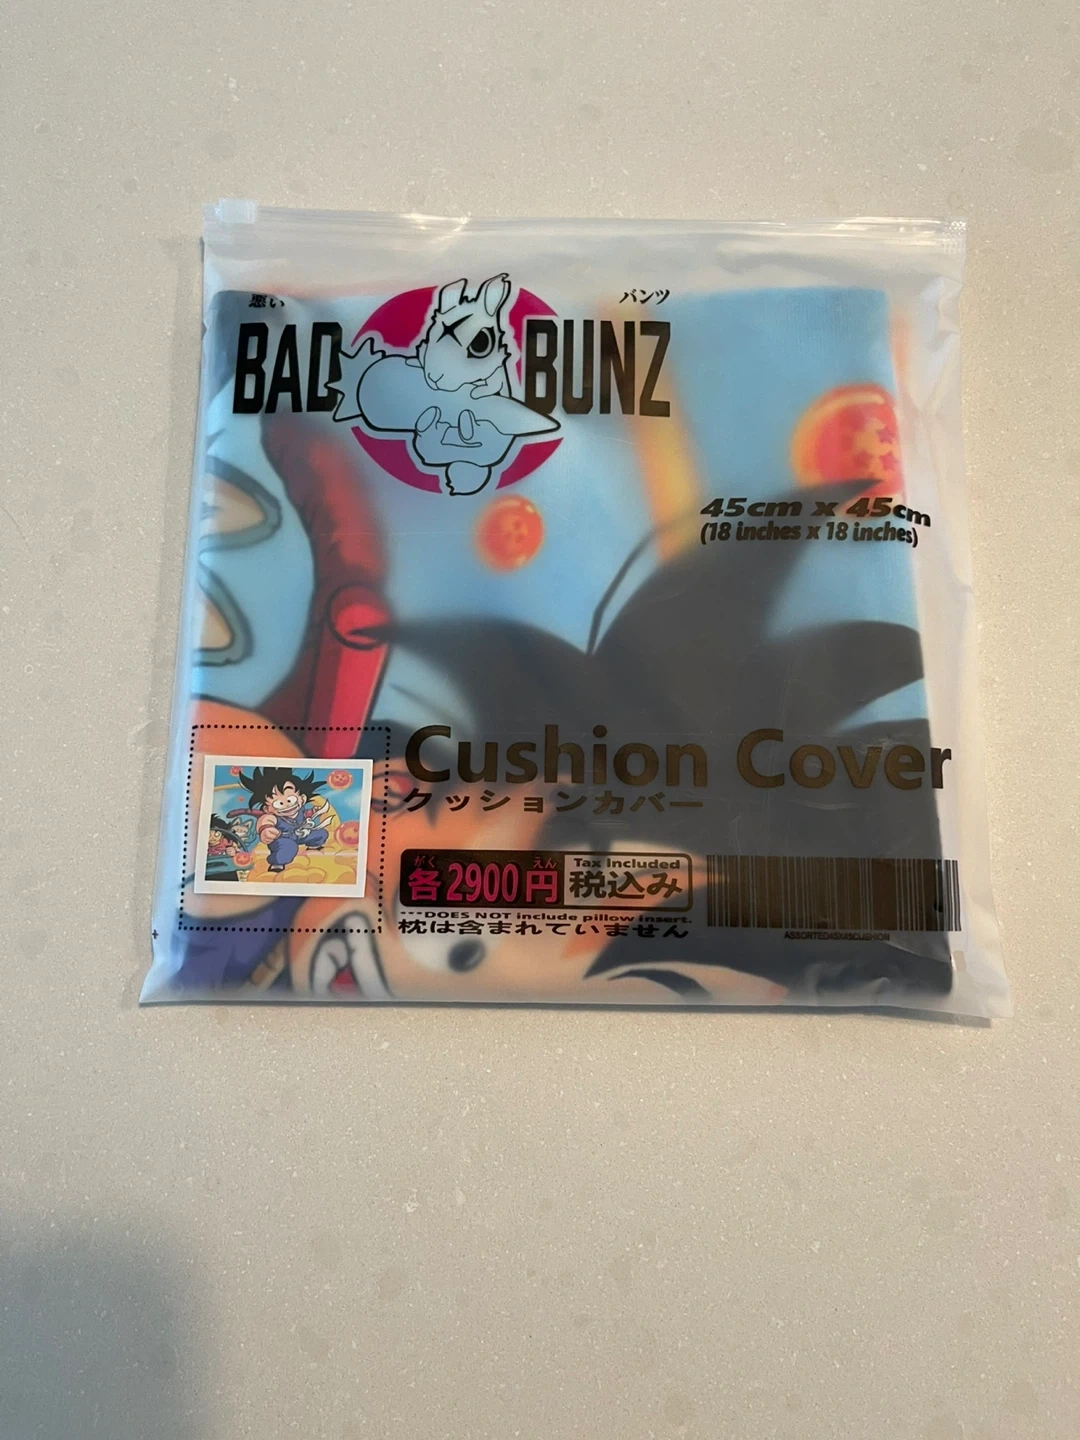 悪い
バンツ
BAD BUNZ
45cm x 45cm
(18 inches x 18 inches)
Cushion Cover
クッションカバー
がく えん
各2900円
Tax Included
税込み
---DOES NOT include pillow insert.
枕は含まれていません
ASSORTED45X45CUSHION